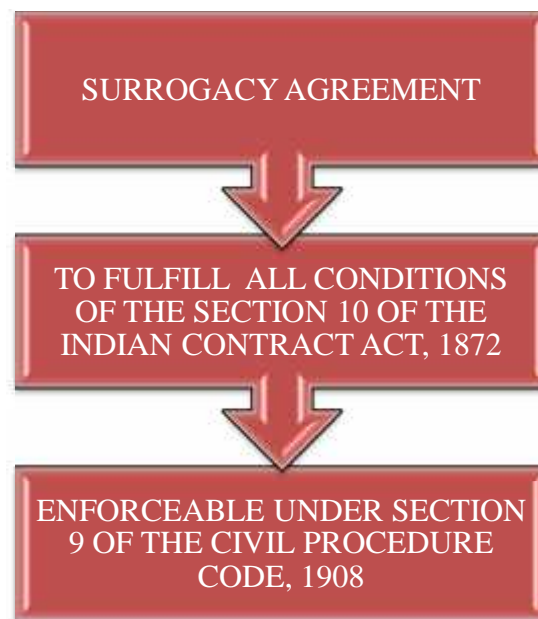 SURROGACY AGREEMENT
TO FULFILL ALL CONDITIONS
OF THE SECTION 10 OF THE
INDIAN CONTRACT ACT, 1872
ENFORCEABLE UNDER SECTION
9 OF THE CIVIL PROCEDURE
CODE, 1908